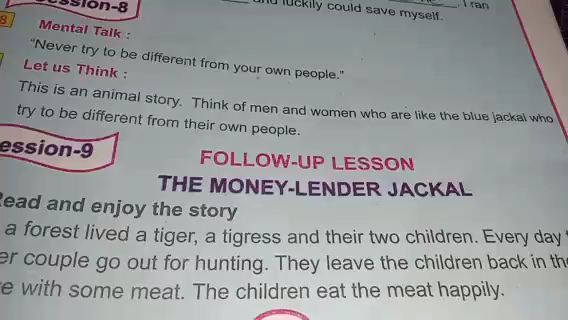 ssion-8
and luckily could save myself. I ran
8
Mental Talk :
"Never try to be different from your own people."
Let us Think :
This is an animal story. Think of men and women who are like the blue jackal who
try to be different from their own people.
ession-9
FOLLOW-UP LESSON
THE MONEY-LENDER JACKAL
Read and enjoy the story
a forest lived a tiger, a tigress and their two children. Every day
er couple go out for hunting. They leave the children back in the
e with some meat. The children eat the meat happily.